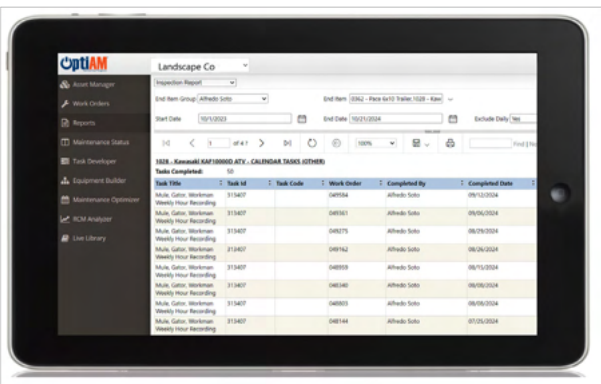 OptiAM
Landscape Co
Asset Manager
Work Orders
Reports
Maintenance Status
Task Developer
Equipment Builder
Maintenance Optimizer
RCM Analyzer
Live Library
Inspection Report
End Item Group Alfredo Soto
End Item 0362 - Pace 6x10 Trailer,1028 - Kaw
Start Date 10/1/2023
End Date 10/21/2024
Exclude Daily Yes
1 of 4 ?
100%
Find | No
1028 - Kawasaki KAF10000D ATV - CALENDAR TASKS (OTHER)
Tasks Completed: 50
Task Title Task Id Task Code Work Order Completed By Completed Date
Mule, Gator, Workman 313407 049584 Alfredo Soto 09/12/2024
Weekly Hour Recording
Mule, Gator, Workman 313407 049361 Alfredo Soto 09/06/2024
Weekly Hour Recording
Mule, Gator, Workman 313407 049275 Alfredo Soto 08/29/2024
Weekly Hour Recording
Mule, Gator, Workman 313407 049162 Alfredo Soto 08/26/2024
Weekly Hour Recording
Mule, Gator, Workman 313407 Alfredo Soto 08/15/2024
Weekly Hour Recording
Mule, Gator, Workman 313407 048340 Alfredo Soto 08/08/2024
Weekly Hour Recording
Mule, Gator, Workman 313407 048803 Alfredo Soto 08/08/2024
Weekly Hour Recording
Mule, Gator, Workman 313407 048144 Alfredo Soto 07/25/2024
Weekly Hour Recording